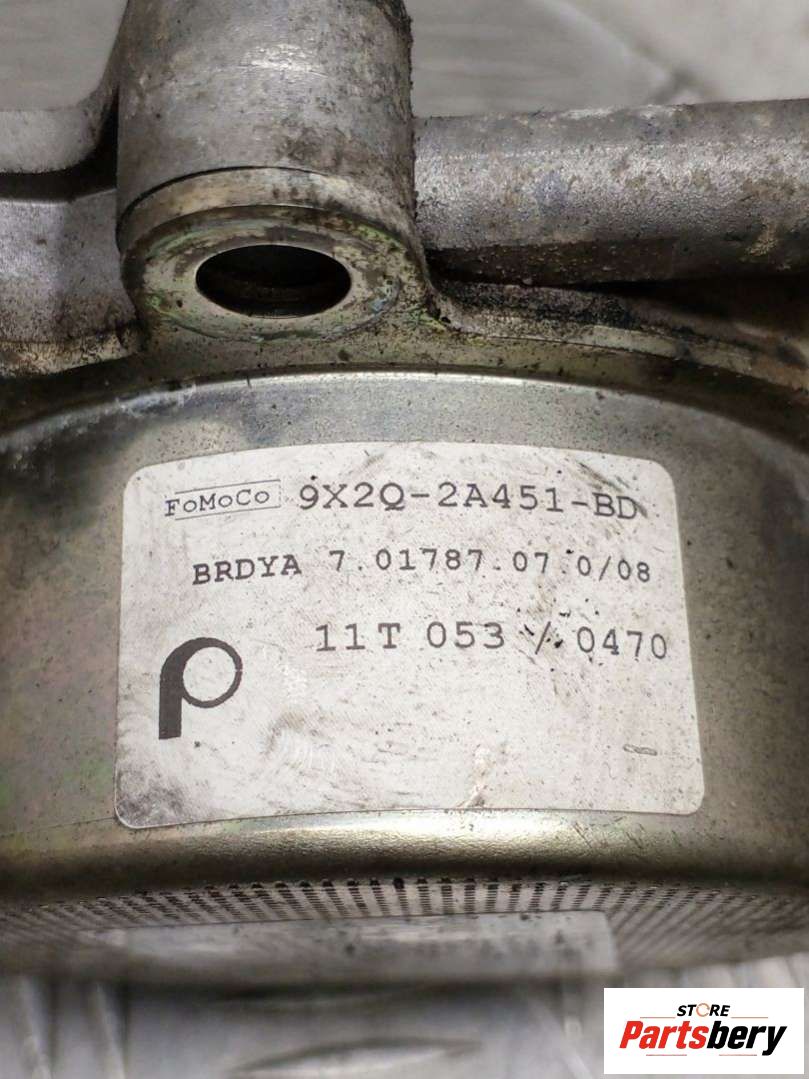 FoMoCo 9X2Q-2A451-BD
BRDYA 7.01787.07.0/08
11T 053 / 0470
STORE
Partsbery